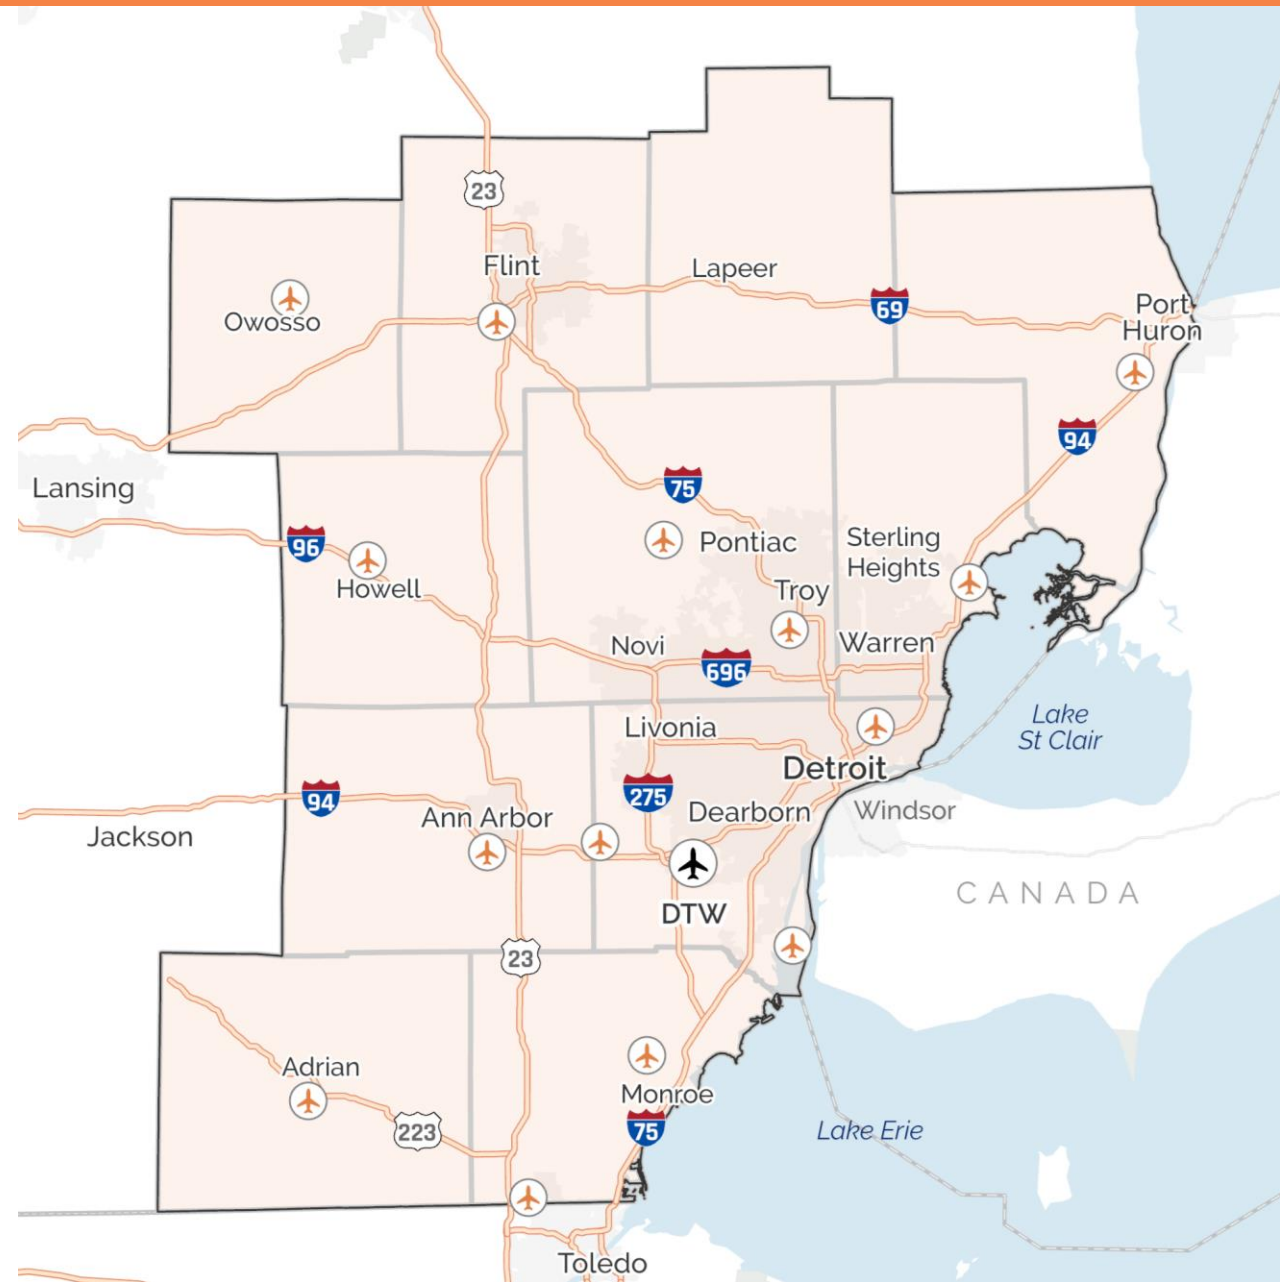 23
Flint
Lapeer
Owosso
69
Port
Huron
94
Lansing
75
96
Pontiac
Sterling
Heights
Howell
Troy
Novi
Warren
696
Livonia
Lake
St Clair
Detroit
94
275
Ann Arbor
Dearborn
Windsor
Jackson
CANADA
DTW
23
Adrian
Monroe
223
75
Lake Erie
Toledo